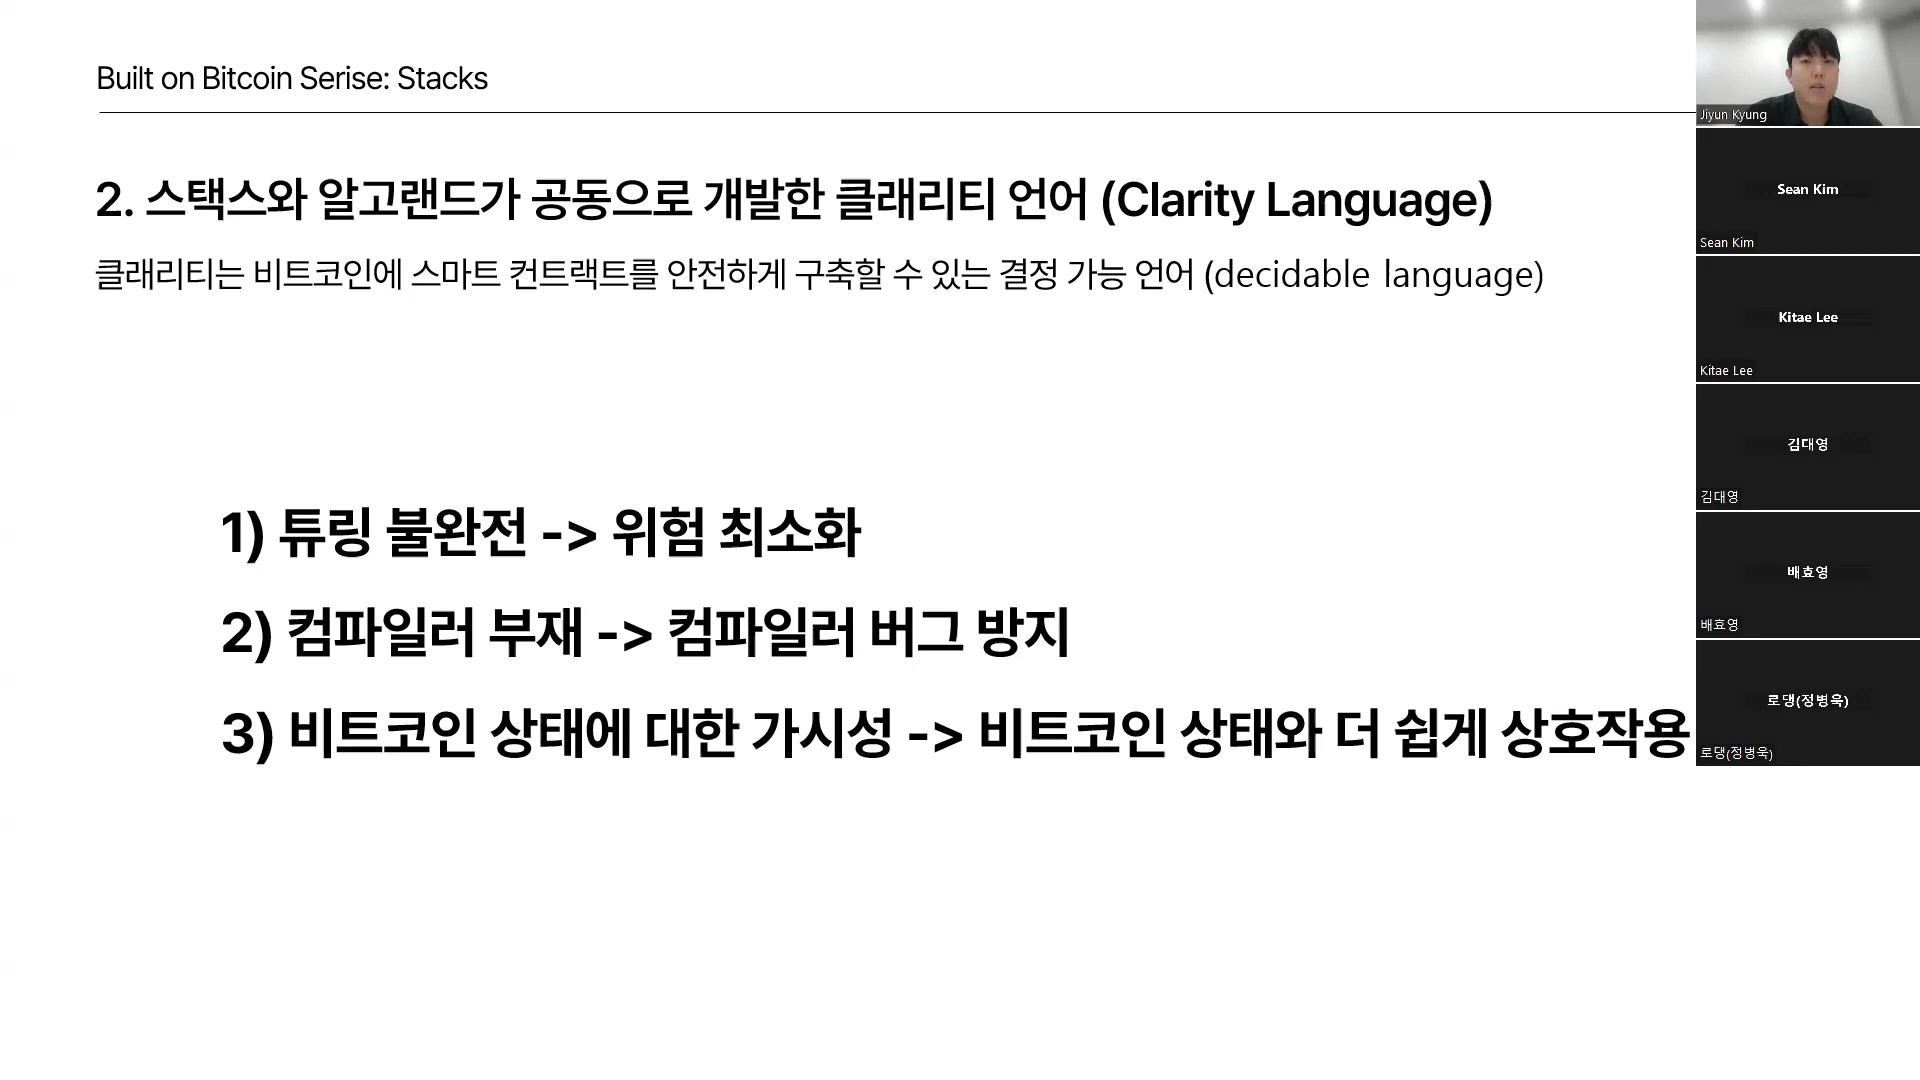 Built on Bitcoin Serise: Stacks
2. 스택스와 알고랜드가 공동으로 개발한 클래리티 언어 (Clarity Language)
클래리티는 비트코인에 스마트 컨트랙트를 안전하게 구축할 수 있는 결정 가능 언어 (decidable language)
1) 튜링 불완전 -> 위험 최소화
2) 컴파일러 부재 -> 컴파일러 버그 방지
3) 비트코인 상태에 대한 가시성 -> 비트코인 상태와 더 쉽게 상호작용
Jiyun Kyung
Sean Kim
Sean Kim
Kitae Lee
Kitae Lee
김대영
김대영
배효영
배효영
로댕(정병욱)
로댕(정병욱)